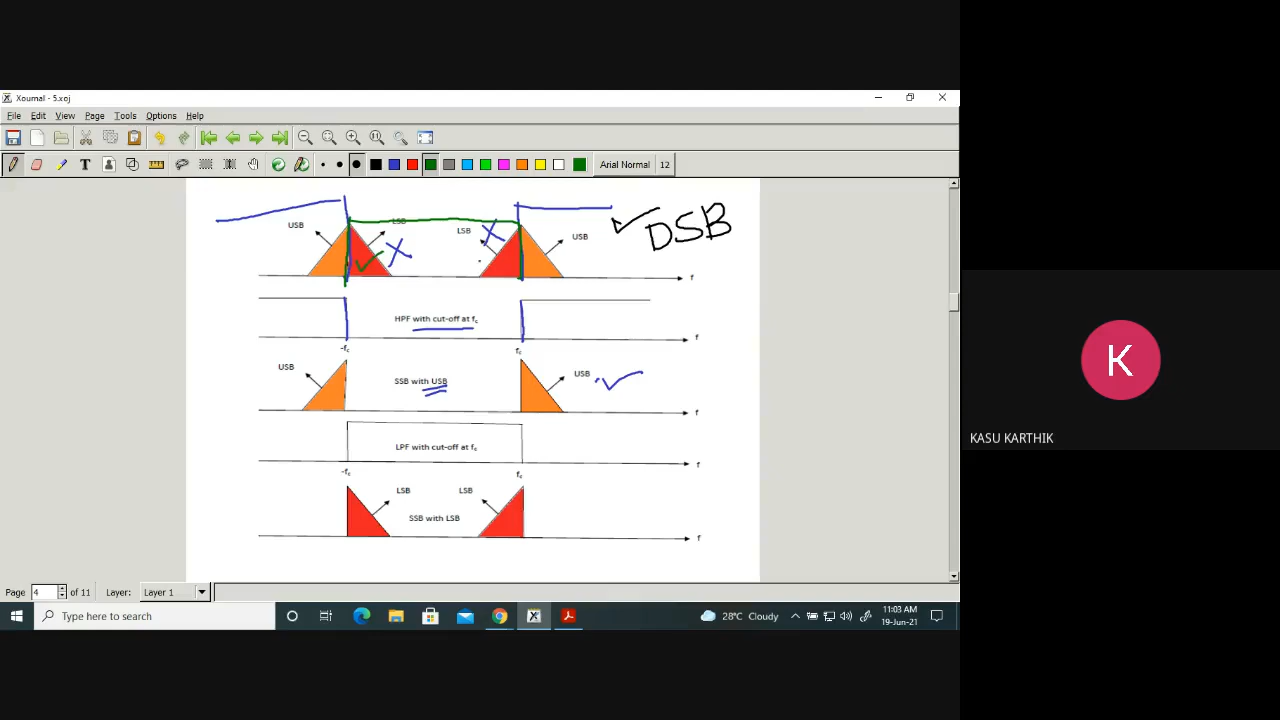 Xournal - 5.xoj
File Edit View Page Tools Options Help
Arial Normal 12
USB LSB LSB USB DSB
f
HPF with cut-off at fc
f
-fc fc
USB SSB with USB USB
f
LPF with cut-off at fc
f
-fc fc
LSB LSB
SSB with LSB
f
Page 4 of 11 Layer: Layer 1
Type here to search
28°C Cloudy
11:03 AM
19-Jun-21
K
KASU KARTHIK